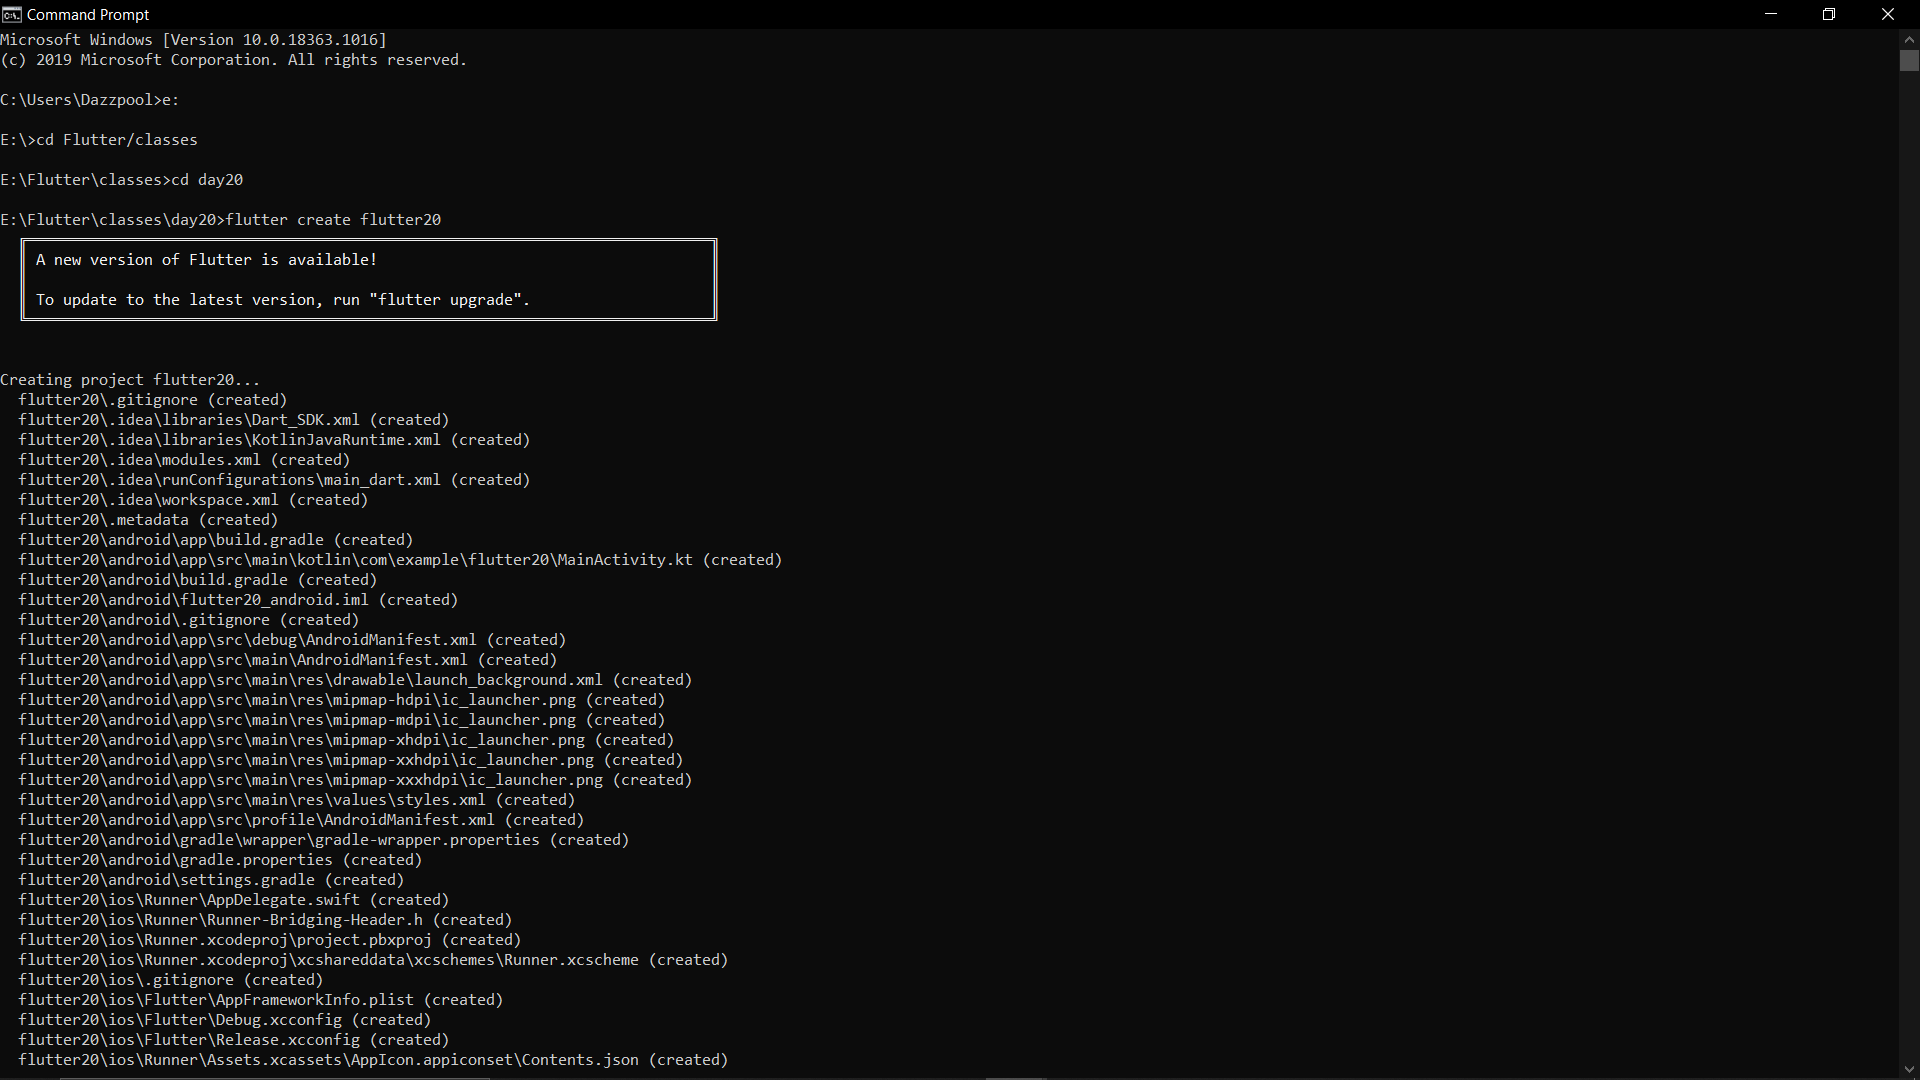 Command Prompt
Microsoft Windows [Version 10.0.18363.1016]
(c) 2019 Microsoft Corporation. All rights reserved.
C:\Users\Dazzpool>e:
E:\>cd Flutter/classes
E:\Flutter\classes>cd day20
E:\Flutter\classes\day20>flutter create flutter20
A new version of Flutter is available!
To update to the latest version, run "flutter upgrade".
Creating project flutter20...
flutter20\.gitignore (created)
flutter20\.idea\libraries\Dart_SDK.xml (created)
flutter20\.idea\libraries\KotlinJavaRuntime.xml (created)
flutter20\.idea\modules.xml (created)
flutter20\.idea\runConfigurations\main_dart.xml (created)
flutter20\.idea\workspace.xml (created)
flutter20\.metadata (created)
flutter20\android\app\build.gradle (created)
flutter20\android\app\src\main\kotlin\com\example\flutter20\MainActivity.kt (created)
flutter20\android\build.gradle (created)
flutter20\android\flutter20_android.iml (created)
flutter20\android\.gitignore (created)
flutter20\android\app\src\debug\AndroidManifest.xml (created)
flutter20\android\app\src\main\AndroidManifest.xml (created)
flutter20\android\app\src\main\res\drawable\launch_background.xml (created)
flutter20\android\app\src\main\res\mipmap-hdpi\ic_launcher.png (created)
flutter20\android\app\src\main\res\mipmap-mdpi\ic_launcher.png (created)
flutter20\android\app\src\main\res\mipmap-xhdpi\ic_launcher.png (created)
flutter20\android\app\src\main\res\mipmap-xxhdpi\ic_launcher.png (created)
flutter20\android\app\src\main\res\mipmap-xxxhdpi\ic_launcher.png (created)
flutter20\android\app\src\main\res\values\styles.xml (created)
flutter20\android\app\src\profile\AndroidManifest.xml (created)
flutter20\android\gradle\wrapper\gradle-wrapper.properties (created)
flutter20\android\gradle.properties (created)
flutter20\android\settings.gradle (created)
flutter20\ios\Runner\AppDelegate.swift (created)
flutter20\ios\Runner\Runner-Bridging-Header.h (created)
flutter20\ios\Runner.xcodeproj\project.pbxproj (created)
flutter20\ios\Runner.xcodeproj\xcshareddata\xcschemes\Runner.xcscheme (created)
flutter20\ios\.gitignore (created)
flutter20\ios\Flutter\AppFrameworkInfo.plist (created)
flutter20\ios\Flutter\Debug.xcconfig (created)
flutter20\ios\Flutter\Release.xcconfig (created)
flutter20\ios\Runner\Assets.xcassets\AppIcon.appiconset\Contents.json (created)